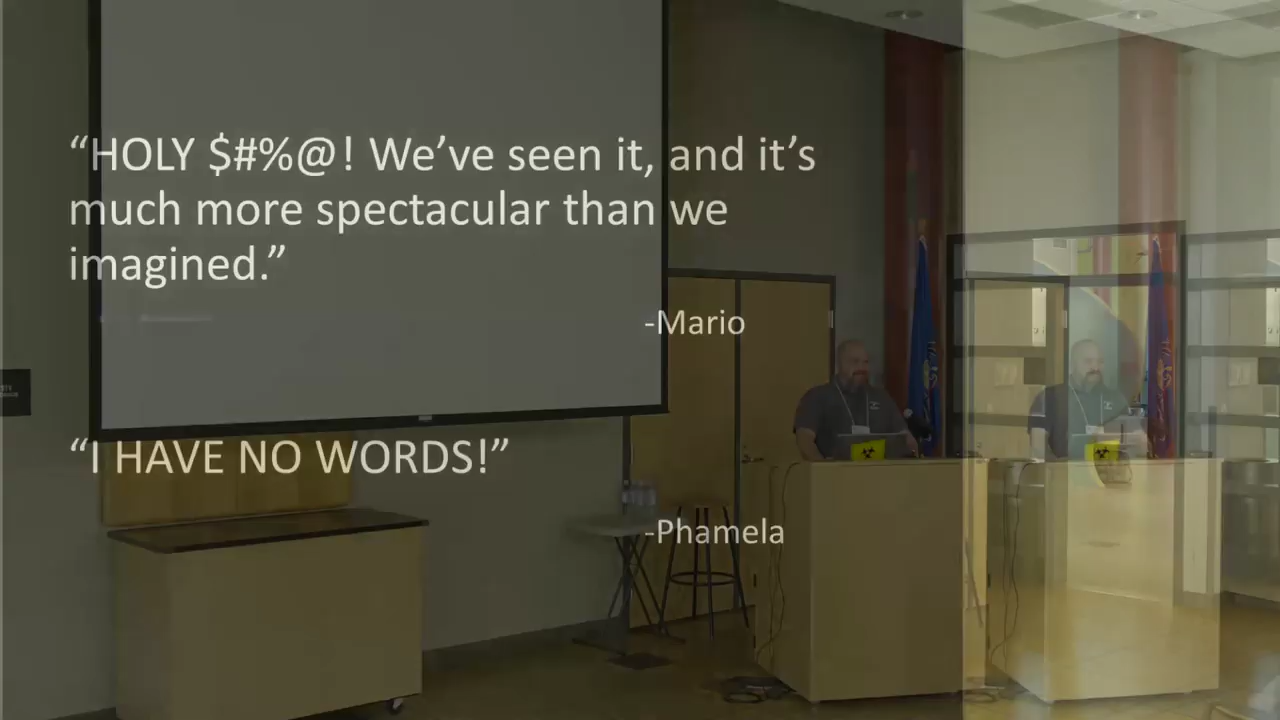 “HOLY $#%@! We’ve seen it, and it’s
much more spectacular than we
imagined.”
-Mario
“I HAVE NO WORDS!”
-Phamela